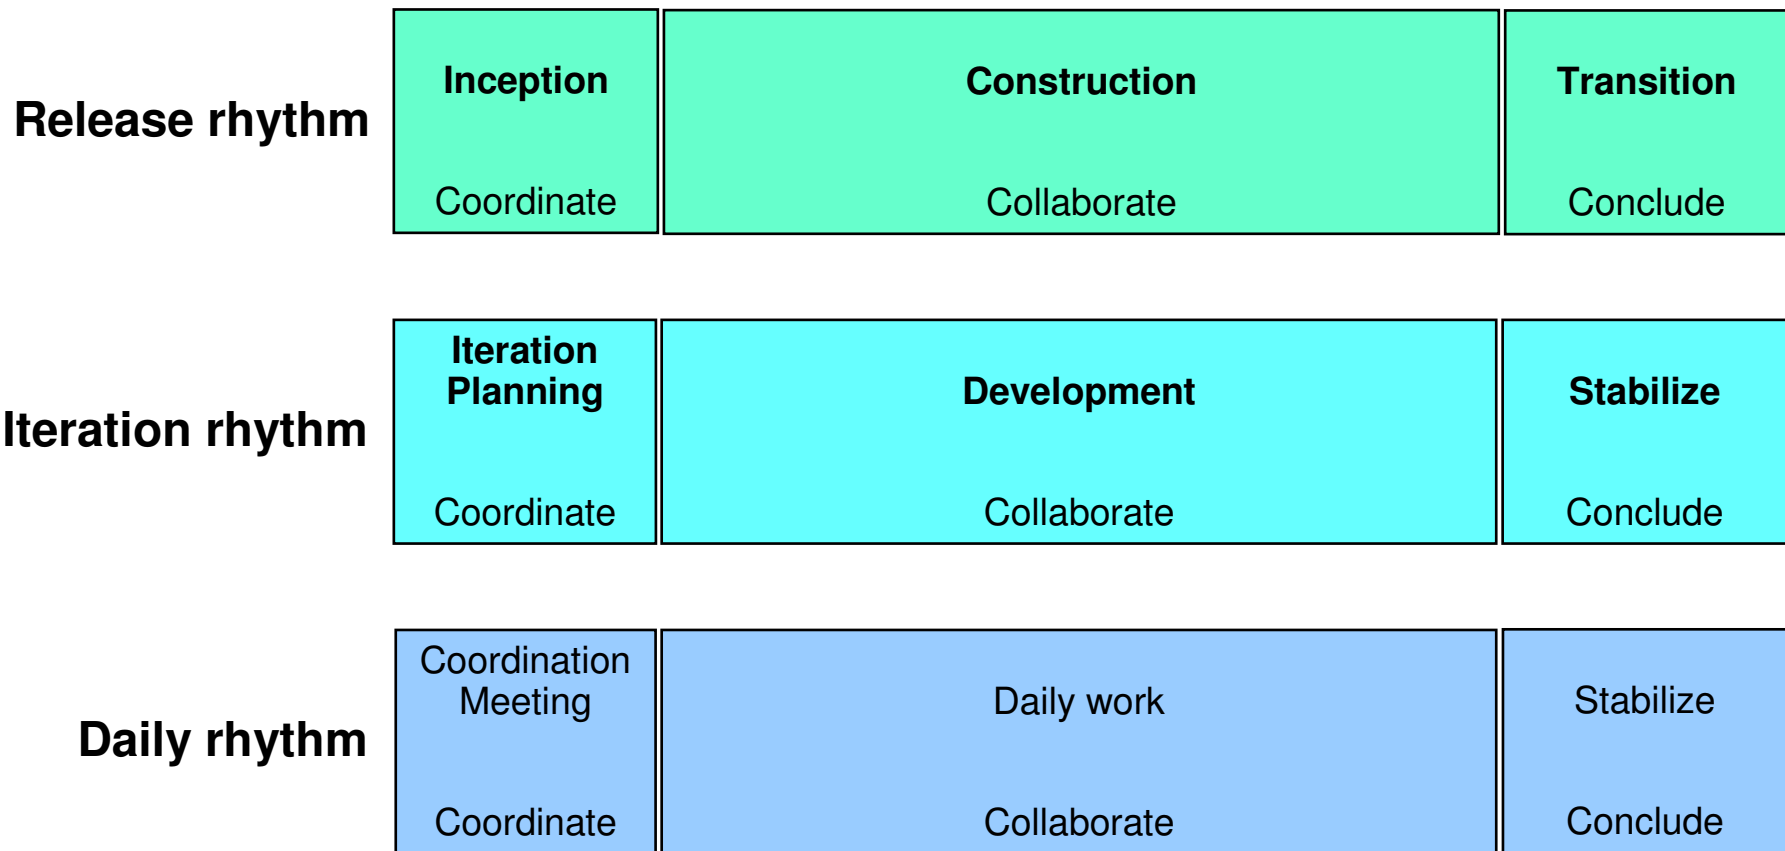 Release rhythm
Inception
Construction
Transition
Coordinate
Collaborate
Conclude
Iteration rhythm
Iteration
Planning
Development
Stabilize
Coordinate
Collaborate
Conclude
Daily rhythm
Coordination
Meeting
Daily work
Stabilize
Coordinate
Collaborate
Conclude